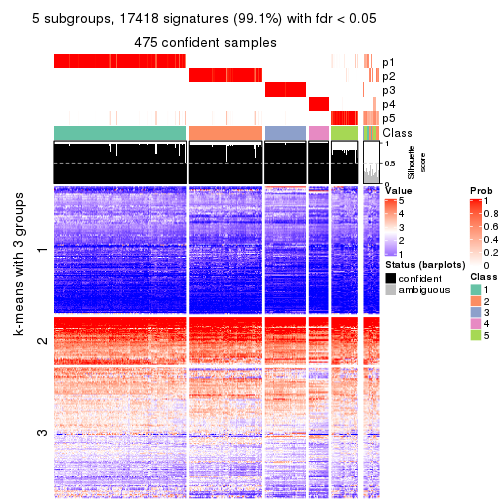 5 subgroups, 17418 signatures (99.1%) with fdr < 0.05
475 confident samples
p1
p2
p3
p4
p5
Class
1
0.5
0
Silhouette
score
k-means with 3 groups
1
2
3
Value
5
4
3
2
1
Status (barplots)
confident
ambiguous
Prob
1
0.8
0.6
0.4
0.2
0
Class
1
2
3
4
5